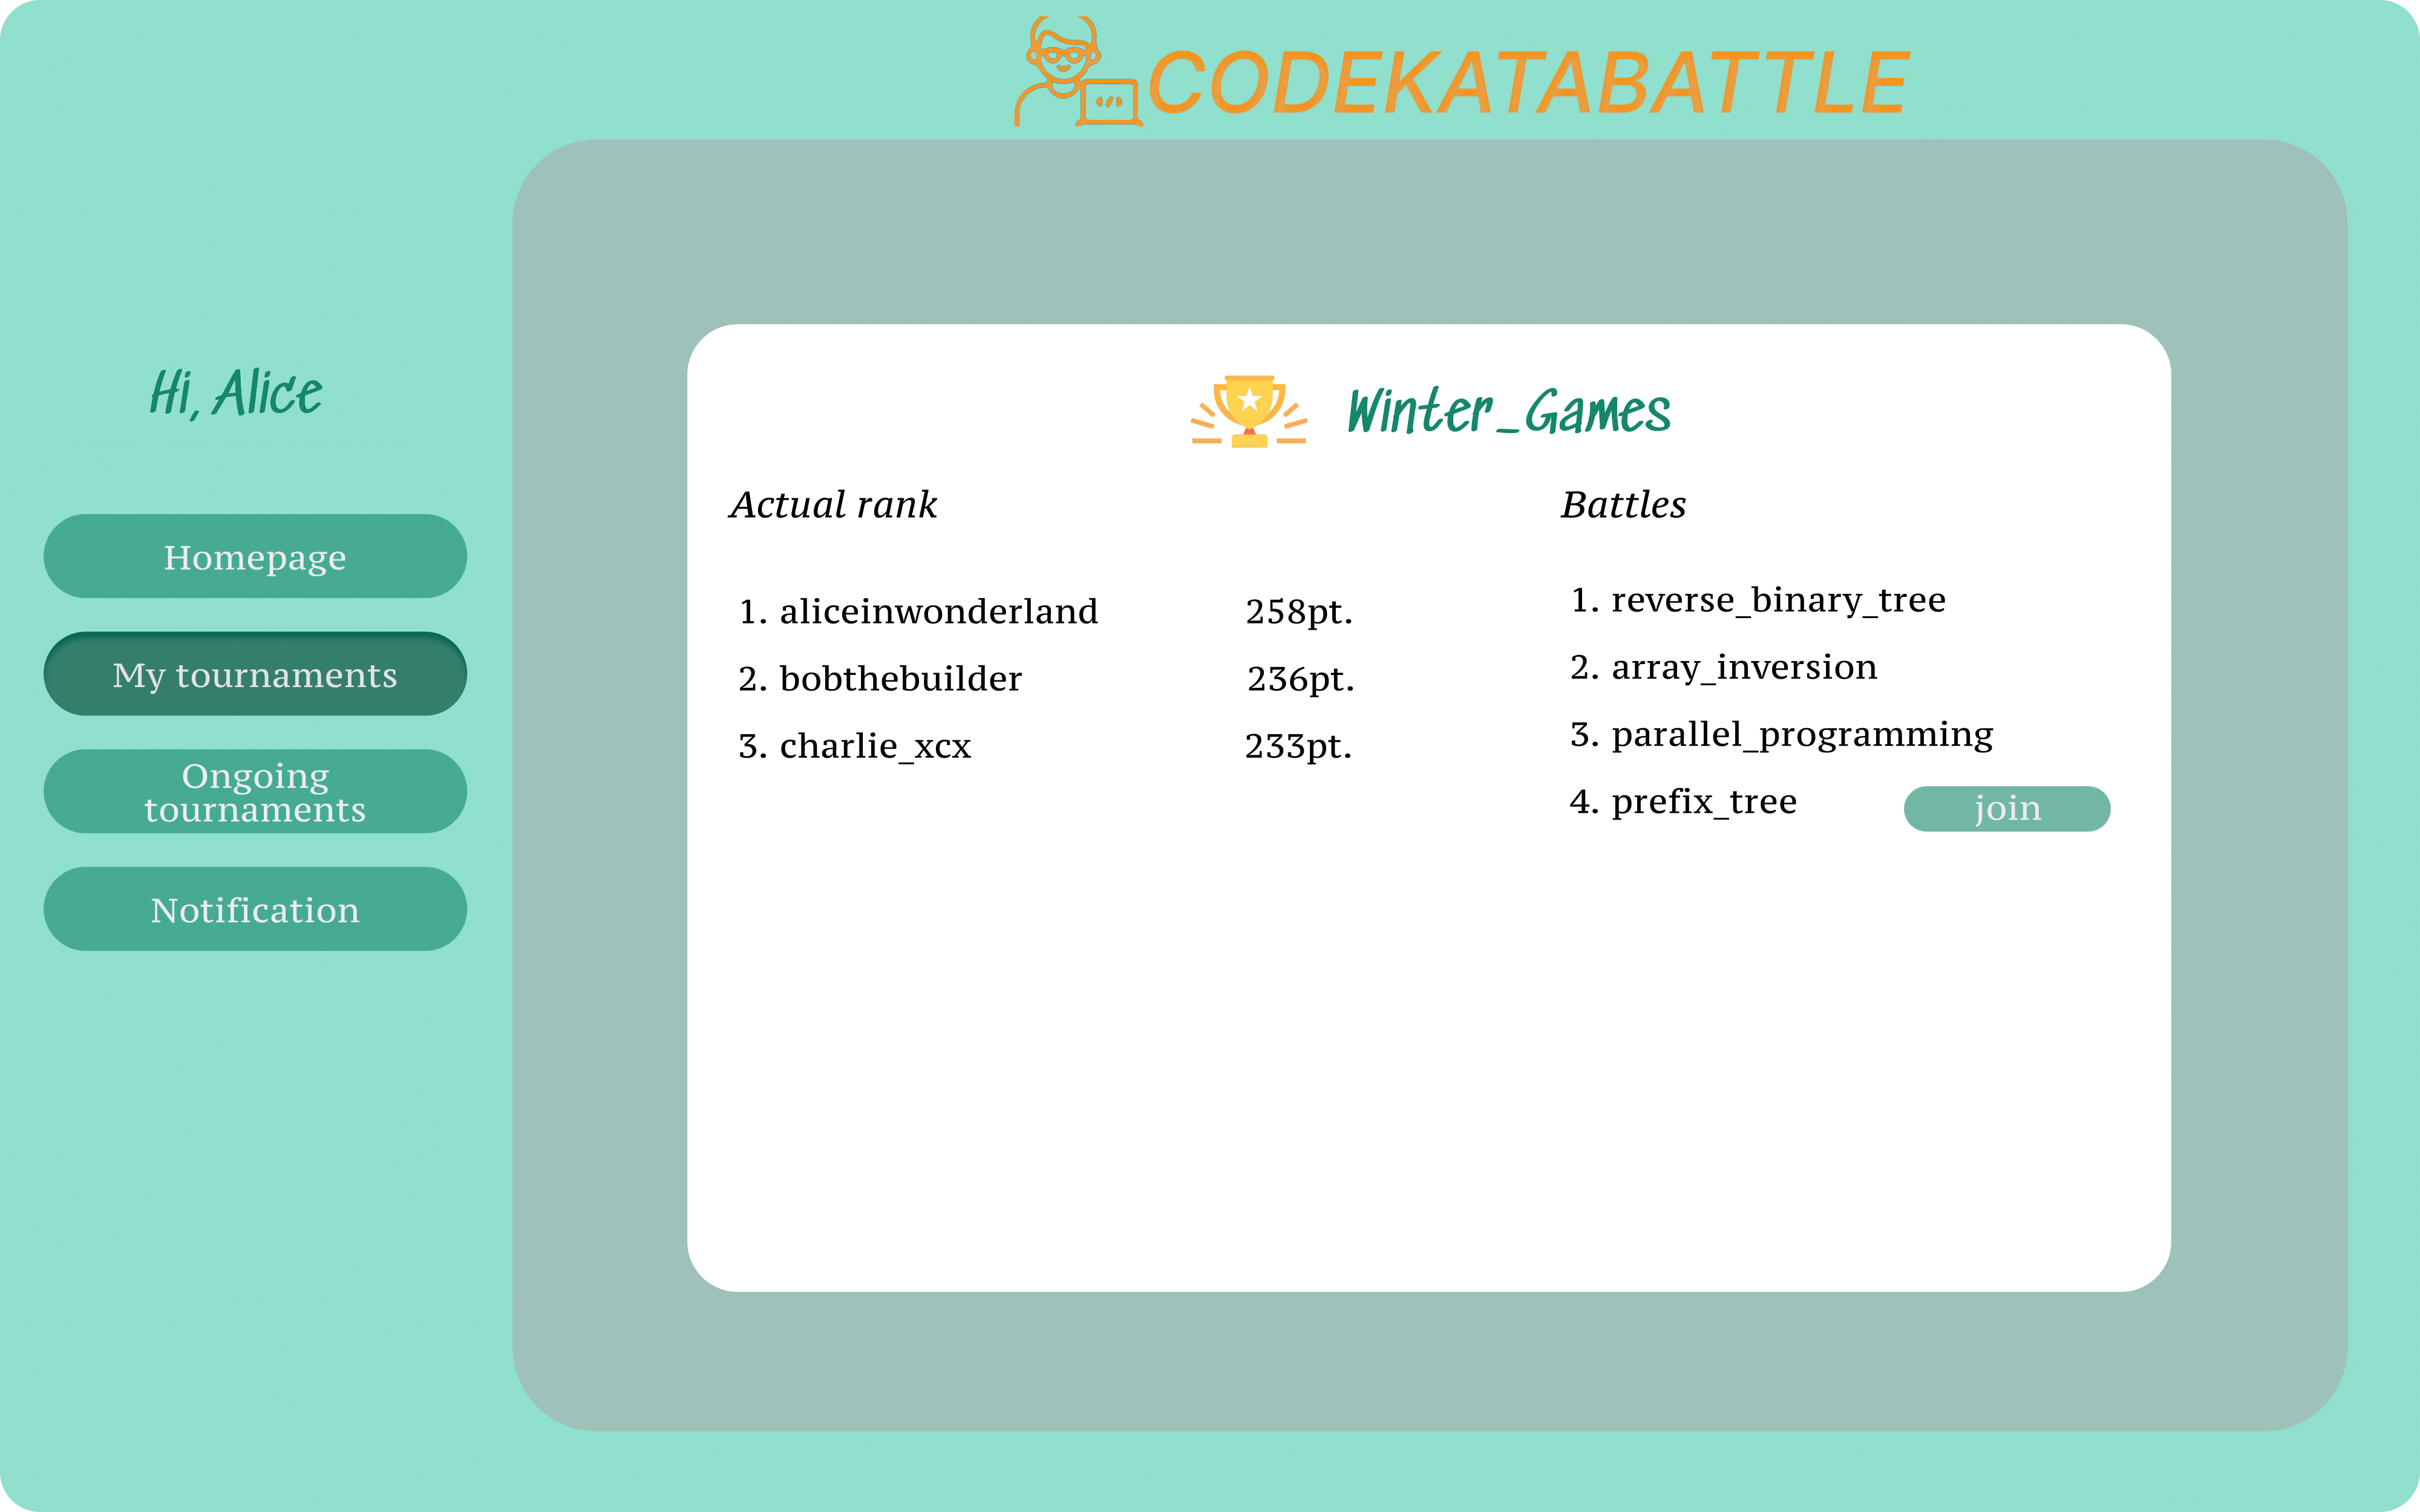 CODEKATABATTLE
Hi, Alice
Homepage
My tournaments
Ongoing
tournaments
Notification
Winter_Games
Actual rank
1. aliceinwonderland 258pt.
2. bobthebuilder 236pt.
3. charlie_xcx 233pt.
Battles
1. reverse_binary_tree
2. array_inversion
3. parallel_programming
4. prefix_tree join